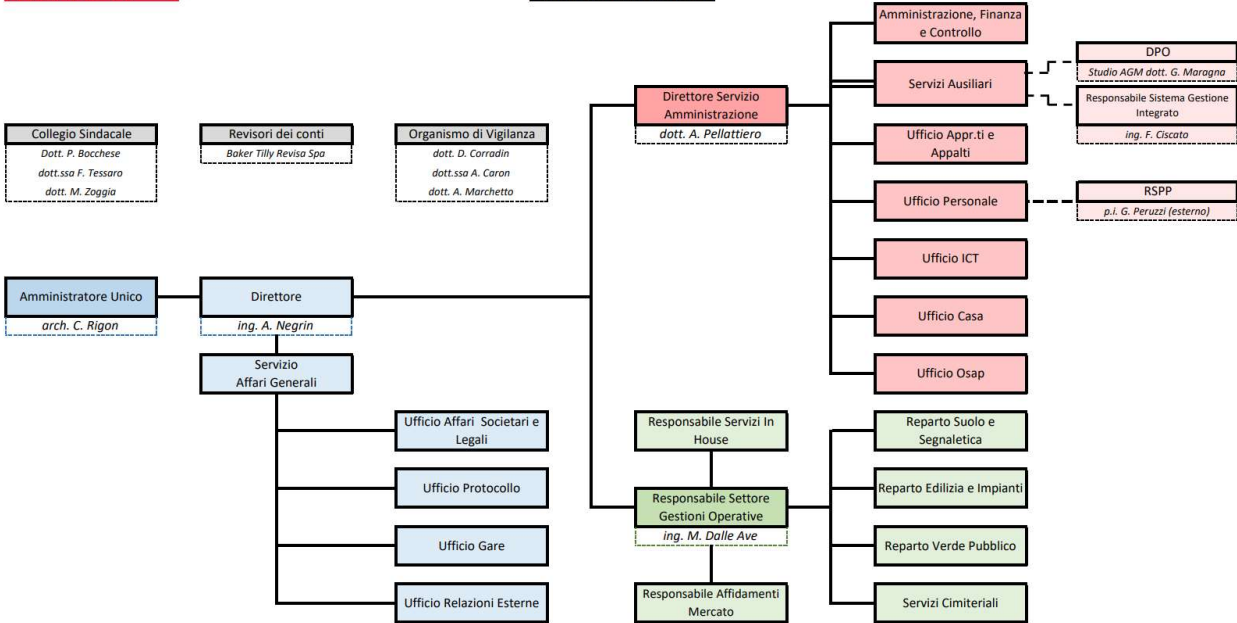 Amministrazione, Finanza
e Controllo
DPO
Studio AGM dott. G. Maragna
Servizi Ausiliari
Direttore Servizio
Amministrazione
dott. A. Pellattiero
Responsabile Sistema Gestione
Integrato
ing. F. Ciscato
Collegio Sindacale
Dott. P. Bocchese
dott.ssa F. Tessaro
dott. M. Zoggia
Revisori dei conti
Baker Tilly Revisa Spa
Organismo di Vigilanza
dott. D. Corradin
dott.ssa A. Caron
dott. A. Marchetto
Ufficio Appr.ti e
Appalti
Ufficio Personale
RSPP
p.i. G. Peruzzi (esterno)
Ufficio ICT
Amministratore Unico
arch. C. Rigon
Direttore
ing. A. Negrin
Ufficio Casa
Servizio
Affari Generali
Ufficio Osap
Ufficio Affari Societari e
Legali
Responsabile Servizi In
House
Reparto Suolo e
Segnaletica
Ufficio Protocollo
Responsabile Settore
Gestioni Operative
ing. M. Dalle Ave
Reparto Edilizia e Impianti
Ufficio Gare
Reparto Verde Pubblico
Ufficio Relazioni Esterne
Responsabile Affidamenti
Mercato
Servizi Cimiteriali